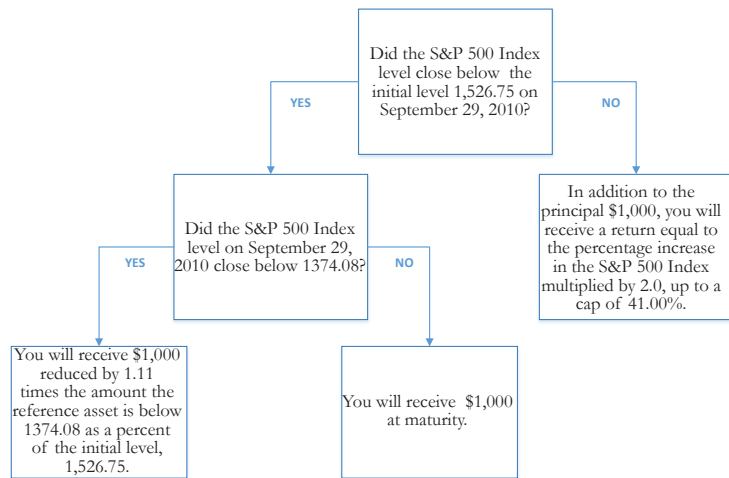 Did the S&P 500 Index
level close below the
initial level 1,526.75 on
September 29, 2010?
YES
NO
Did the S&P 500 Index
level on September 29,
2010 close below 1374.08?
YES
NO
In addition to the
principal $1,000, you will
receive a return equal to
the percentage increase
in the S&P 500 Index
multiplied by 2.0, up to a
cap of 41.00%.
You will receive $1,000
reduced by 1.11
times the amount the
reference asset is below
1374.08 as a percent
of the initial level,
1,526.75.
You will receive $1,000
at maturity.